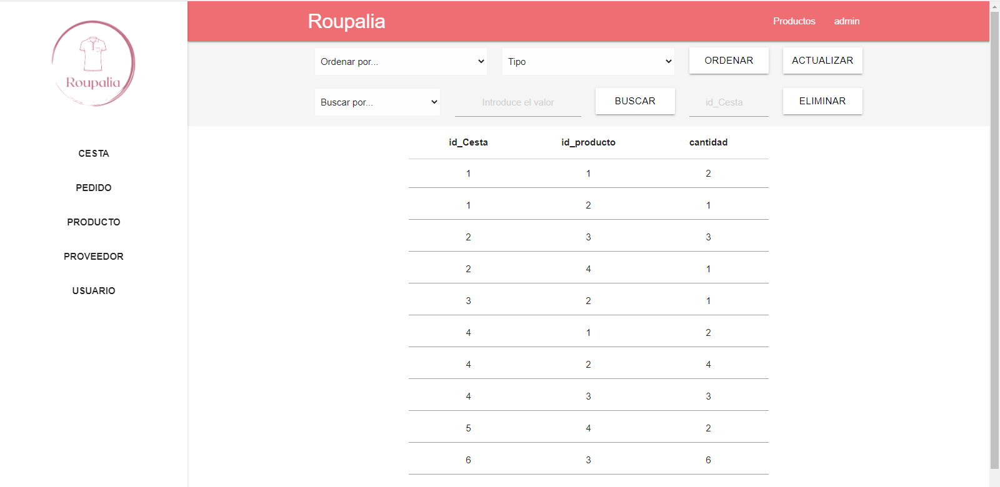 Roupalia
CESTA
PEDIDO
PRODUCTO
PROVEEDOR
USUARIO
Roupalia Productos admin
Ordenar por... Tipo ORDENAR ACTUALIZAR
Buscar por... Introduce el valor BUSCAR id_Cesta ELIMINAR
id_Cesta id_producto cantidad
1 1 2
1 2 1
2 3 3
2 4 1
3 2 1
4 1 2
4 2 4
4 3 3
5 4 2
6 3 6